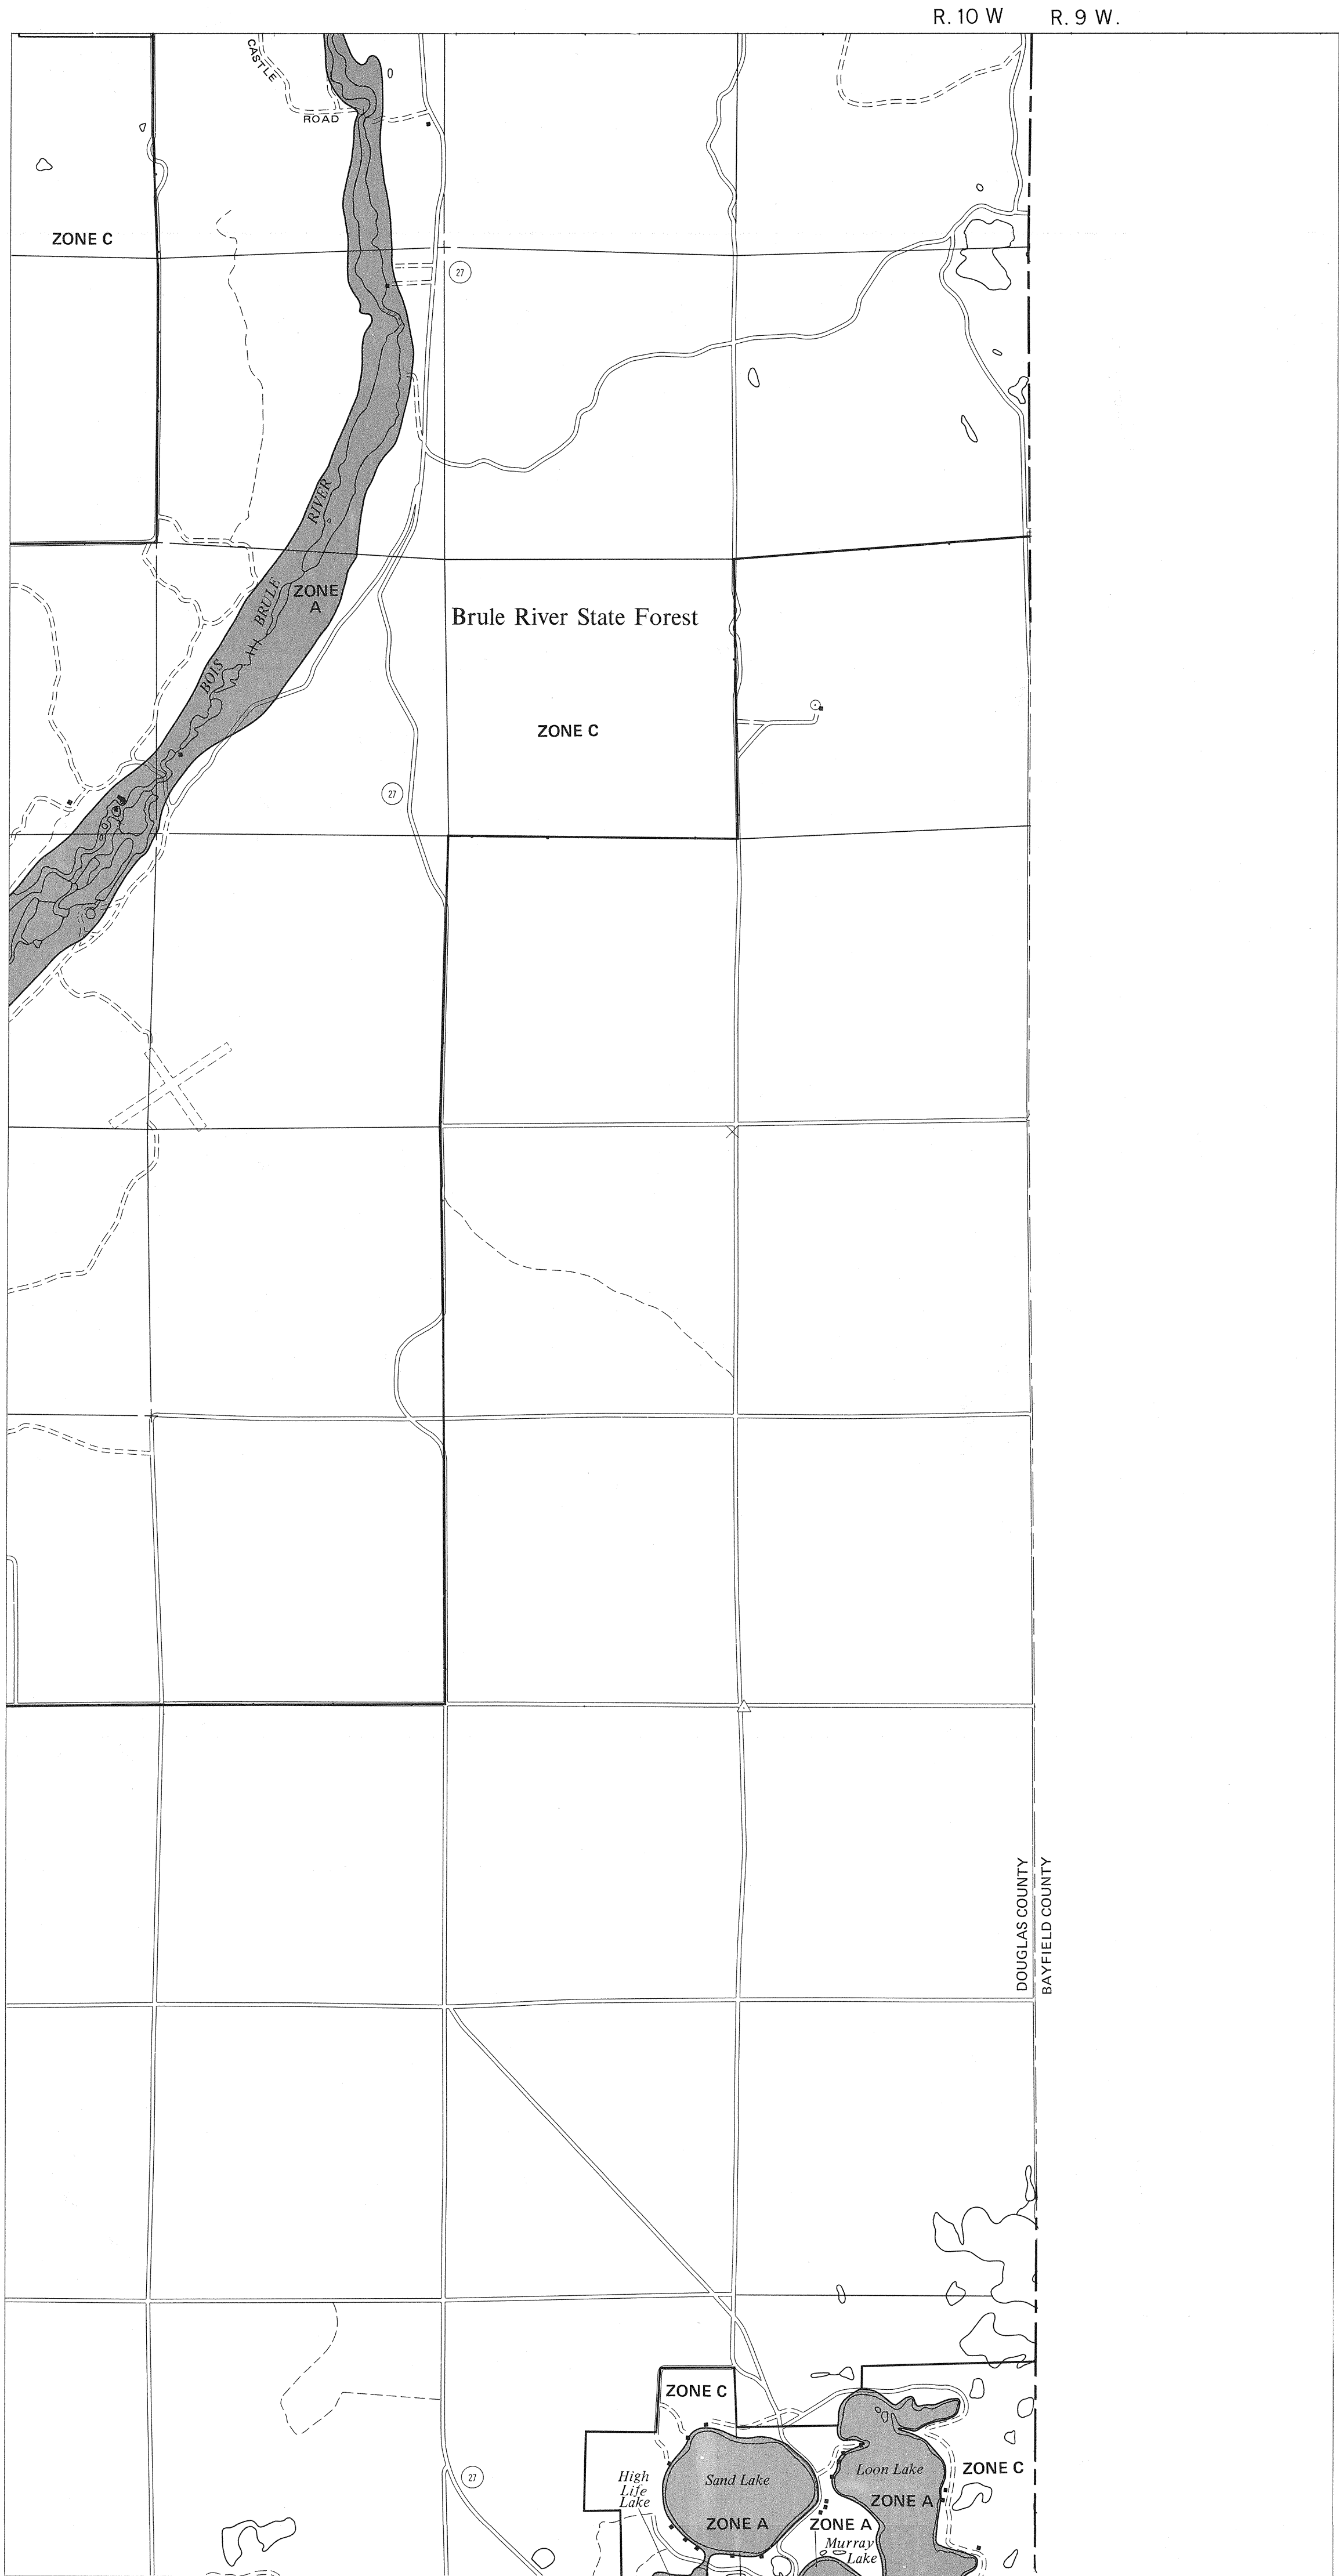 R. 10 W R. 9 W.
CASTLE
ROAD
ZONE C
27
RIVER
BRULE
ZONE
A
Brule River State Forest
BOIS
ZONE C
27
DOUGLAS COUNTY
BAYFIELD COUNTY
ZONE C
ZONE C
27
High
Life
Lake
Sand Lake
Loon Lake
ZONE A
ZONE A
ZONE A
Murray
Lake